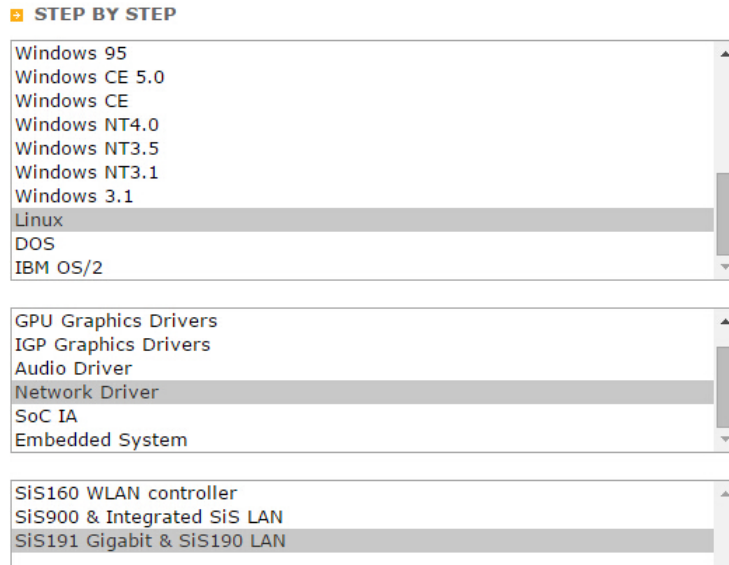 STEP BY STEP
Windows 95
Windows CE 5.0
Windows CE
Windows NT4.0
Windows NT3.5
Windows NT3.1
Windows 3.1
Linux
DOS
IBM OS/2
GPU Graphics Drivers
IGP Graphics Drivers
Audio Driver
Network Driver
SoC IA
Embedded System
SiS160 WLAN controller
SiS900 & Integrated SiS LAN
SiS191 Gigabit & SiS190 LAN